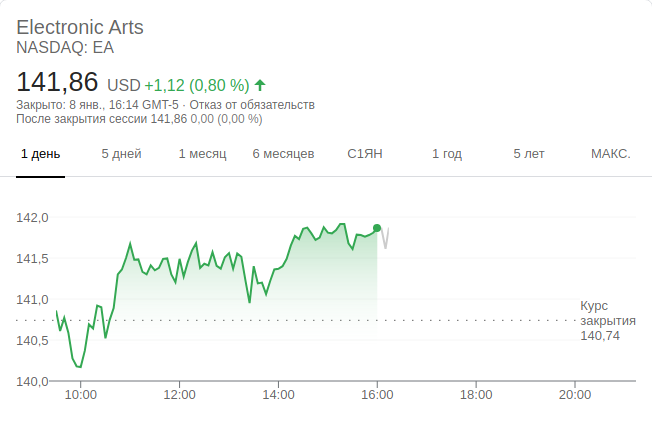 Electronic Arts
NASDAQ: EA
141,86 USD +1,12 (0,80 %)
Закрыто: 8 янв., 16:14 GMT-5 · Отказ от обязательств
После закрытия сессии 141,86 0,00 (0,00 %)
1 день 5 дней 1 месяц 6 месяцев С1ЯН 1 год 5 лет МАКС.
142,0
141,5
141,0
Курс
закрытия
140,74
140,5
140,0
10:00 12:00 14:00 16:00 18:00 20:00